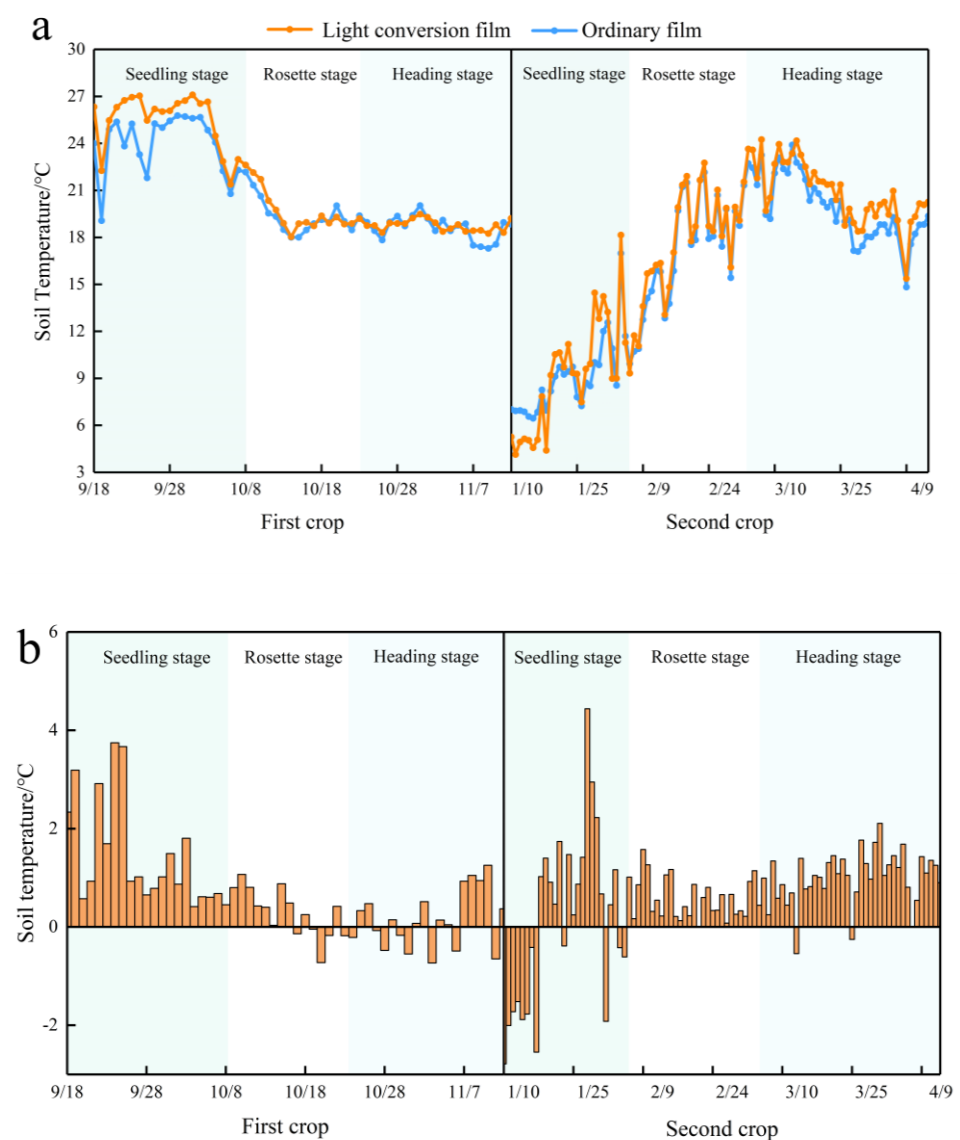 a
Light conversion film Ordinary film
30
Seedling stage Rosette stage Heading stage Seedling stage Rosette stage Heading stage
27
24
21
18
15
12
9
6
3
Soil Temperature/°C
9/18 9/28 10/8 10/18 10/28 11/7 1/10 1/25 2/9 2/24 3/10 3/25 4/9
First crop Second crop
b
6
Seedling stage Rosette stage Heading stage Seedling stage Rosette stage Heading stage
4
2
0
-2
Soil temperature/°C
9/18 9/28 10/8 10/18 10/28 11/7 1/10 1/25 2/9 2/24 3/10 3/25 4/9
First crop Second crop